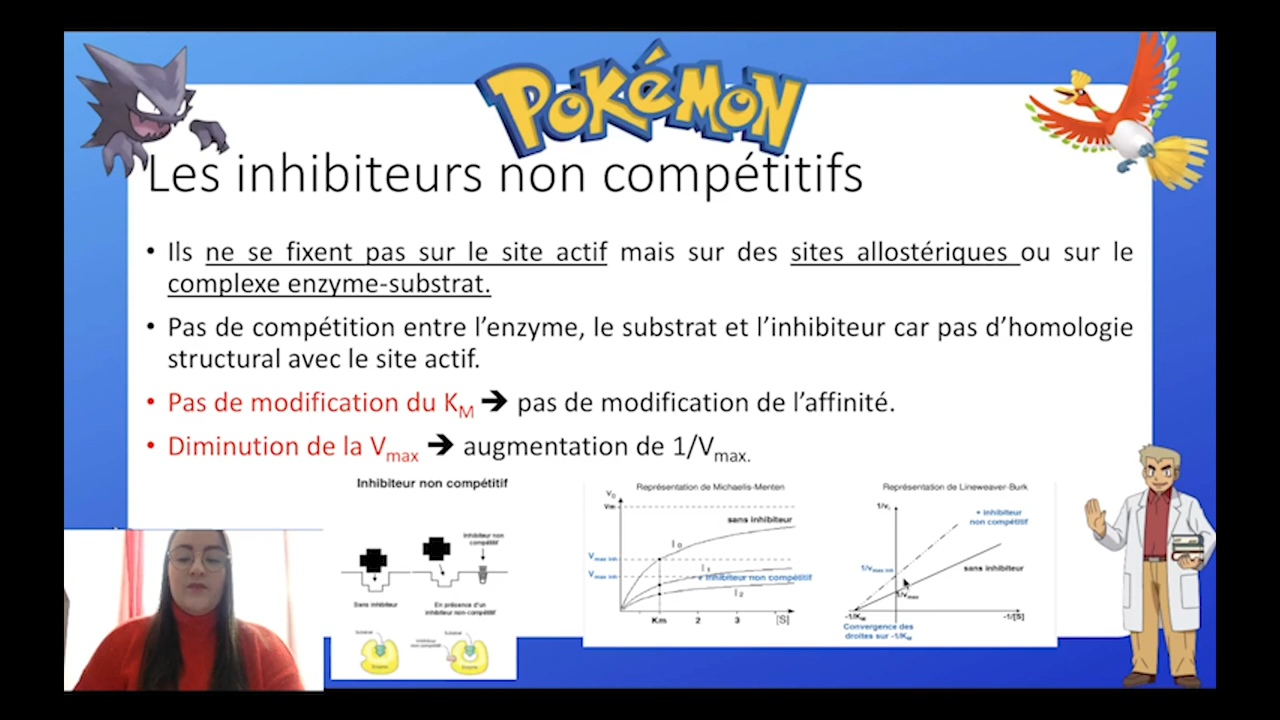 POKéMON
Les inhibiteurs non compétitifs
• Ils ne se fixent pas sur le site actif mais sur des sites allostériques ou sur le
complexe enzyme-substrat.
• Pas de compétition entre l'enzyme, le substrat et l'inhibiteur car pas d'homologie
structural avec le site actif.
• Pas de modification du KM ➔ pas de modification de l'affinité.
• Diminution de la Vmax ➔ augmentation de 1/Vmax.
Inhibiteur non compétitif
Inhibiteur non
compétitif
Sans inhibiteur
En présence d'un
inhibiteur non-compétitif
Substrat
Enzyme
Substrat
Inhibiteur
non compétitif
Enzyme
Représentation de Michaelis-Menten
V0
Vm
sans inhibiteur
I0
Vmax inh
I1
Vmax inh
+ Inhibiteur non compétitif
I2
Km 2 3 [S]
Représentation de Lineweaver-Burk
1/vi
+ Inhibiteur
non compétitif
1/vmax inh
sans inhibiteur
1/vmax
-1/KM
-1/[S]
Convergence des
droites sur -1/KM